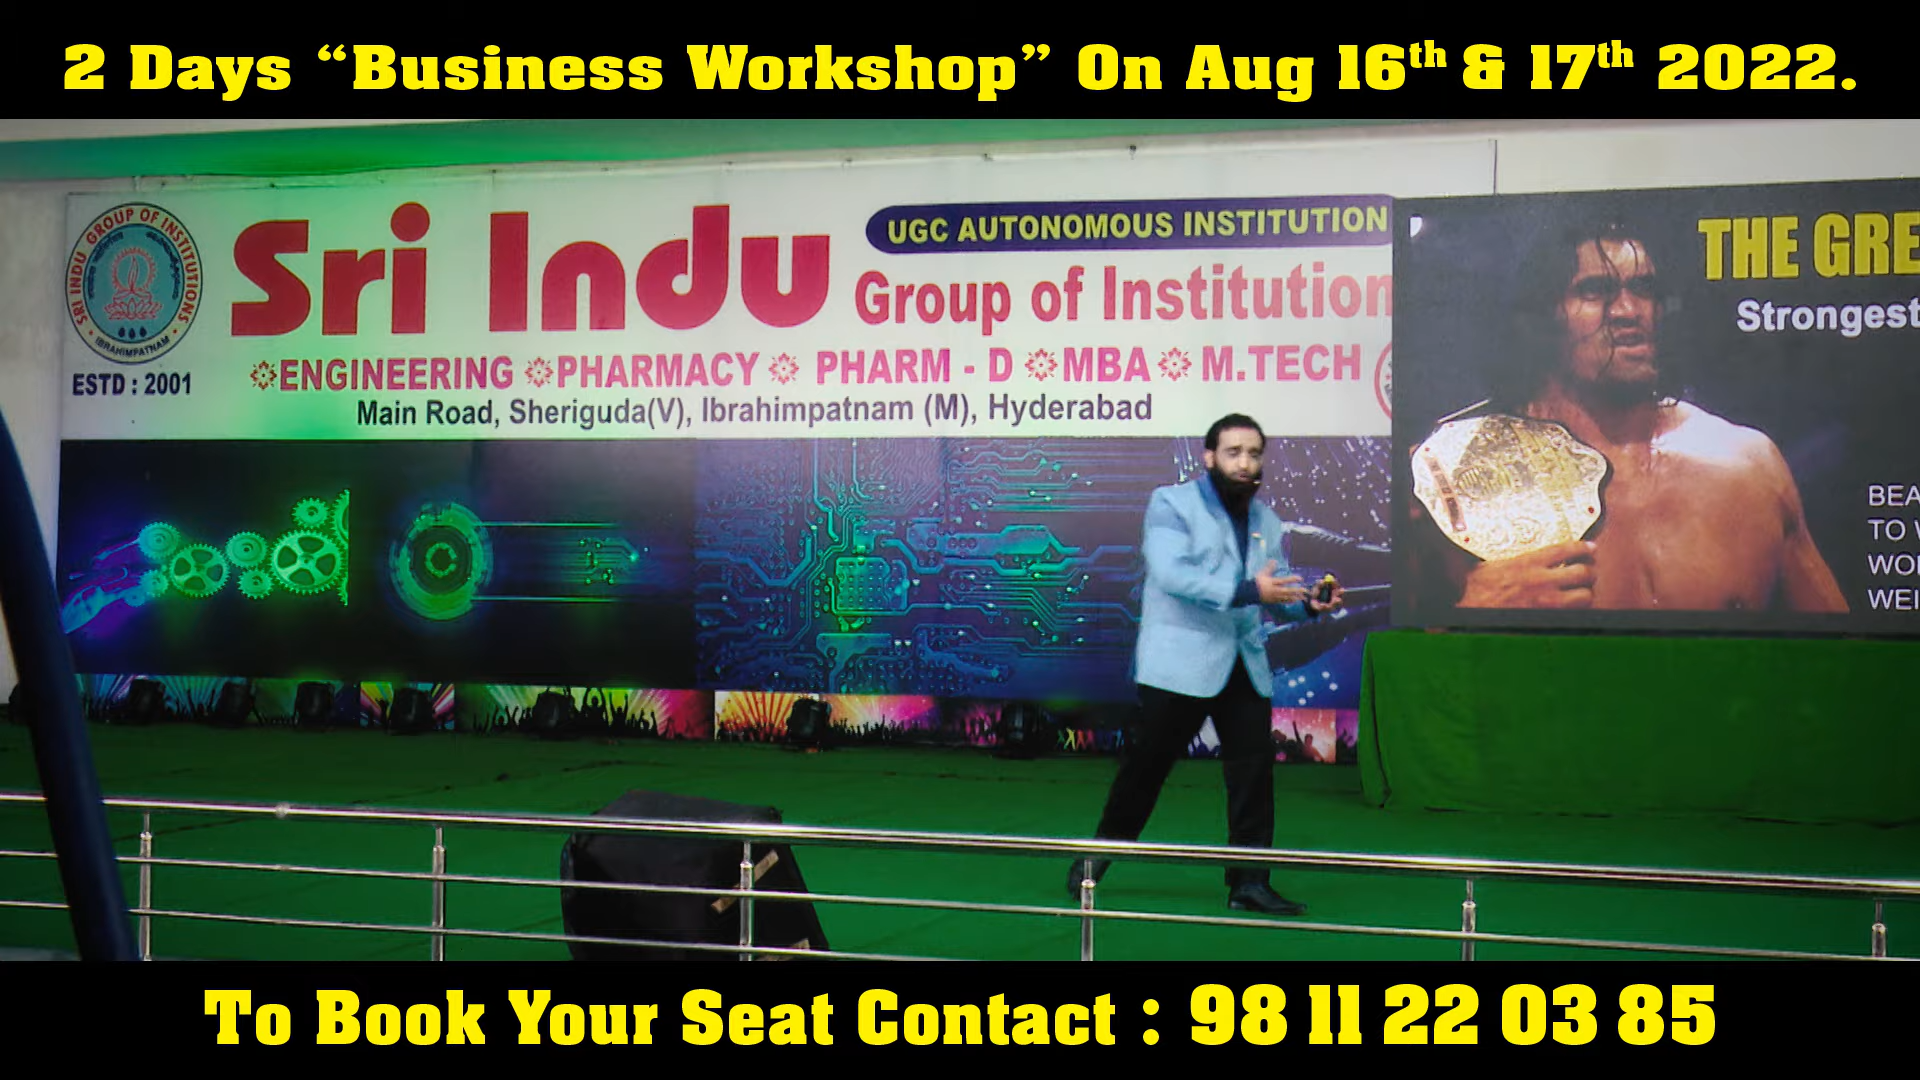 2 Days “Business Workshop” On Aug 16th & 17th 2022.
SRI INDU GROUP OF INSTITUTIONS
IBRAHIMPATNAM
ESTD : 2001
Sri Indu
UGC AUTONOMOUS INSTITUTION
Group of Institution
ENGINEERING PHARMACY PHARM - D MBA M.TECH
Main Road, Sheriguda(V), Ibrahimpatnam (M), Hyderabad
THE GRE
Strongest
BEA
TO
WOR
WEI
To Book Your Seat Contact : 98 11 22 03 85